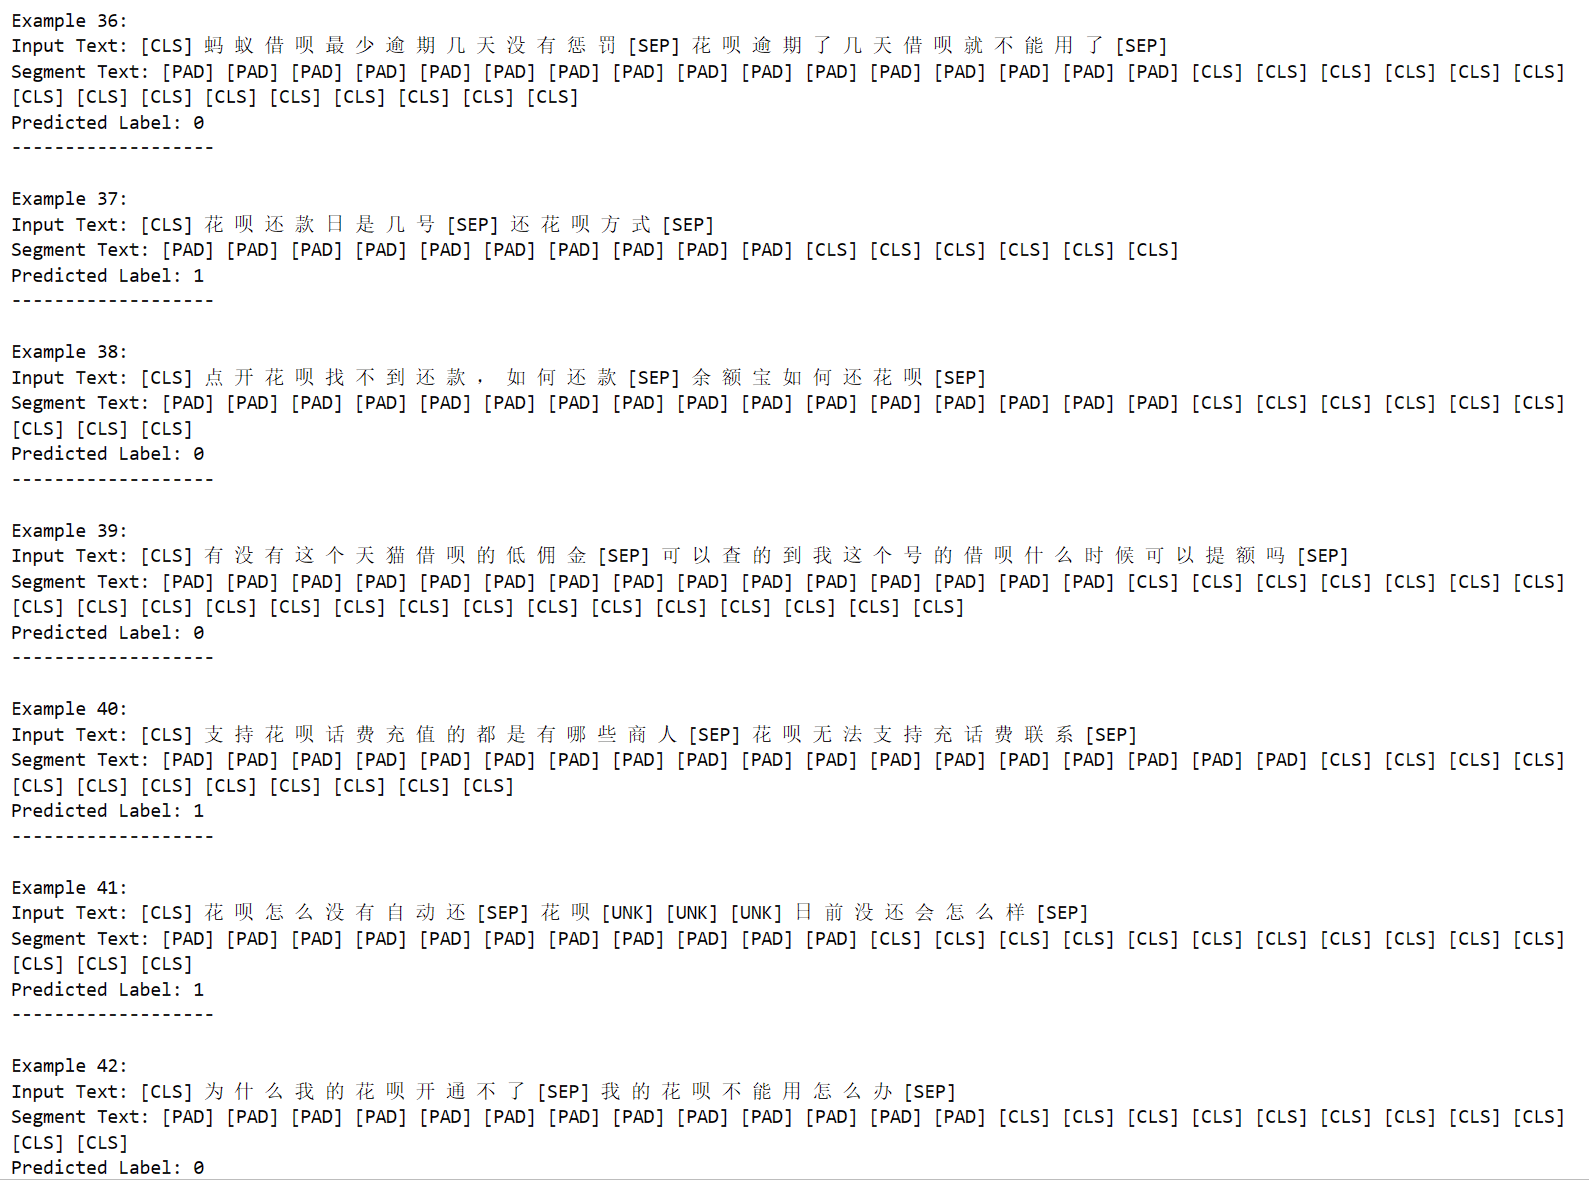 Example 36:
Input Text: [CLS] 蚂 蚁 借 呗 最 少 逾 期 几 天 没 有 惩 罚 [SEP] 花 呗 逾 期 了 几 天 借 呗 就 不 能 用 了 [SEP]
Segment Text: [PAD] [PAD] [PAD] [PAD] [PAD] [PAD] [PAD] [PAD] [PAD] [PAD] [PAD] [PAD] [PAD] [PAD] [PAD] [PAD] [CLS] [CLS] [CLS] [CLS] [CLS] [CLS]
[CLS] [CLS] [CLS] [CLS] [CLS] [CLS] [CLS] [CLS] [CLS]
Predicted Label: 0
-------------------
Example 37:
Input Text: [CLS] 花 呗 还 款 日 是 几 号 [SEP] 还 花 呗 方 式 [SEP]
Segment Text: [PAD] [PAD] [PAD] [PAD] [PAD] [PAD] [PAD] [PAD] [PAD] [PAD] [CLS] [CLS] [CLS] [CLS] [CLS] [CLS]
Predicted Label: 1
-------------------
Example 38:
Input Text: [CLS] 点 开 花 呗 找 不 到 还 款 ， 如 何 还 款 [SEP] 余 额 宝 如 何 还 花 呗 [SEP]
Segment Text: [PAD] [PAD] [PAD] [PAD] [PAD] [PAD] [PAD] [PAD] [PAD] [PAD] [PAD] [PAD] [PAD] [PAD] [PAD] [PAD] [CLS] [CLS] [CLS] [CLS] [CLS] [CLS]
[CLS] [CLS] [CLS]
Predicted Label: 0
-------------------
Example 39:
Input Text: [CLS] 有 没 有 这 个 天 猫 借 呗 的 低 佣 金 [SEP] 可 以 查 的 到 我 这 个 号 的 借 呗 什 么 时 候 可 以 提 额 吗 [SEP]
Segment Text: [PAD] [PAD] [PAD] [PAD] [PAD] [PAD] [PAD] [PAD] [PAD] [PAD] [PAD] [PAD] [PAD] [PAD] [PAD] [CLS] [CLS] [CLS] [CLS] [CLS] [CLS] [CLS]
[CLS] [CLS] [CLS] [CLS] [CLS] [CLS] [CLS] [CLS] [CLS] [CLS] [CLS] [CLS] [CLS] [CLS] [CLS]
Predicted Label: 0
-------------------
Example 40:
Input Text: [CLS] 支 持 花 呗 话 费 充 值 的 都 是 有 哪 些 商 人 [SEP] 花 呗 无 法 支 持 充 话 费 联 系 [SEP]
Segment Text: [PAD] [PAD] [PAD] [PAD] [PAD] [PAD] [PAD] [PAD] [PAD] [PAD] [PAD] [PAD] [PAD] [PAD] [PAD] [PAD] [PAD] [PAD] [CLS] [CLS] [CLS] [CLS]
[CLS] [CLS] [CLS] [CLS] [CLS] [CLS] [CLS] [CLS]
Predicted Label: 1
-------------------
Example 41:
Input Text: [CLS] 花 呗 怎 么 没 有 自 动 还 [SEP] 花 呗 [UNK] [UNK] [UNK] 日 前 没 还 会 怎 么 样 [SEP]
Segment Text: [PAD] [PAD] [PAD] [PAD] [PAD] [PAD] [PAD] [PAD] [PAD] [PAD] [PAD] [CLS] [CLS] [CLS] [CLS] [CLS] [CLS] [CLS] [CLS] [CLS] [CLS] [CLS]
[CLS] [CLS] [CLS]
Predicted Label: 1
-------------------
Example 42:
Input Text: [CLS] 为 什 么 我 的 花 呗 开 通 不 了 [SEP] 我 的 花 呗 不 能 用 怎 么 办 [SEP]
Segment Text: [PAD] [PAD] [PAD] [PAD] [PAD] [PAD] [PAD] [PAD] [PAD] [PAD] [PAD] [PAD] [PAD] [CLS] [CLS] [CLS] [CLS] [CLS] [CLS] [CLS] [CLS] [CLS]
[CLS] [CLS]
Predicted Label: 0